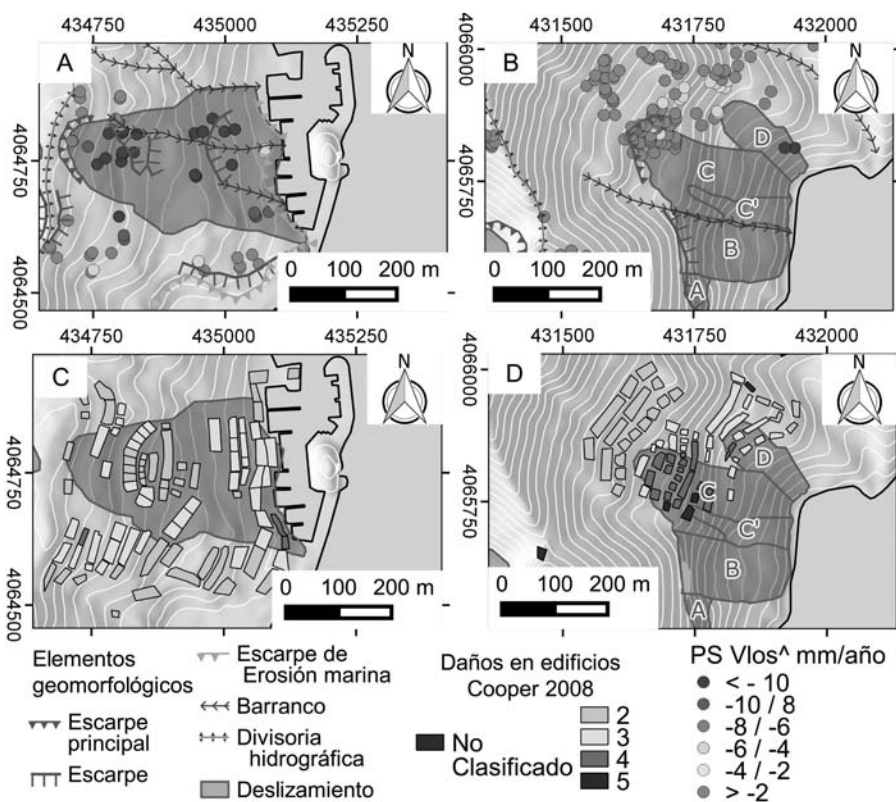 434750 435000 435250
431500 431750 432000
A
N
4064750
4064500
0 100 200 m
B
N
4066000
4065750
D
C
C'
B
A
0 100 200 m
434750 435000 435250
431500 431750 432000
C
N
4064750
4064500
0 100 200 m
D
N
4066000
4065750
D
C
C'
B
A
0 100 200 m
Elementos
geomorfológicos
Escarpe
principal
Escarpe
Escarpe de
Erosión marina
Barranco
Divisoria
hidrográfica
Deslizamiento
Daños en edificios
Cooper 2008
No
Clasificado
2
3
4
5
PS Vlos^ mm/año
< - 10
-10 / 8
-8 / -6
-6 / -4
-4 / -2
> -2